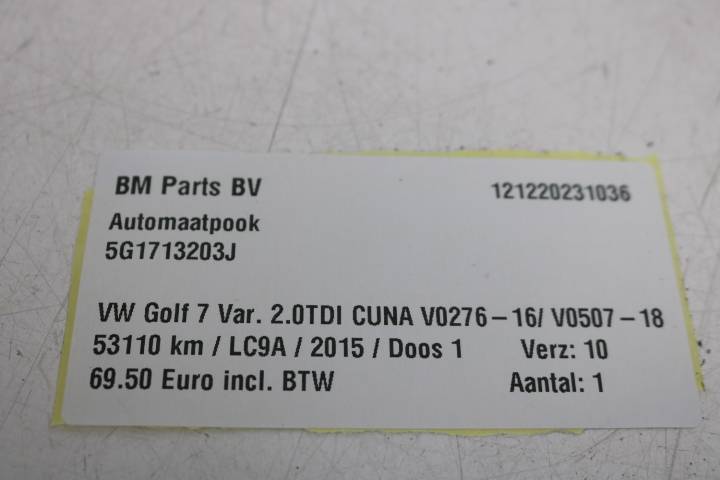 BM Parts BV 121220231036
Automaatpook
5G1713203J
VW Golf 7 Var. 2.0TDI CUNA V0276-16/ V0507-18
53110 km / LC9A / 2015 / Doos 1 Verz: 10
69.50 Euro incl. BTW Aantal: 1